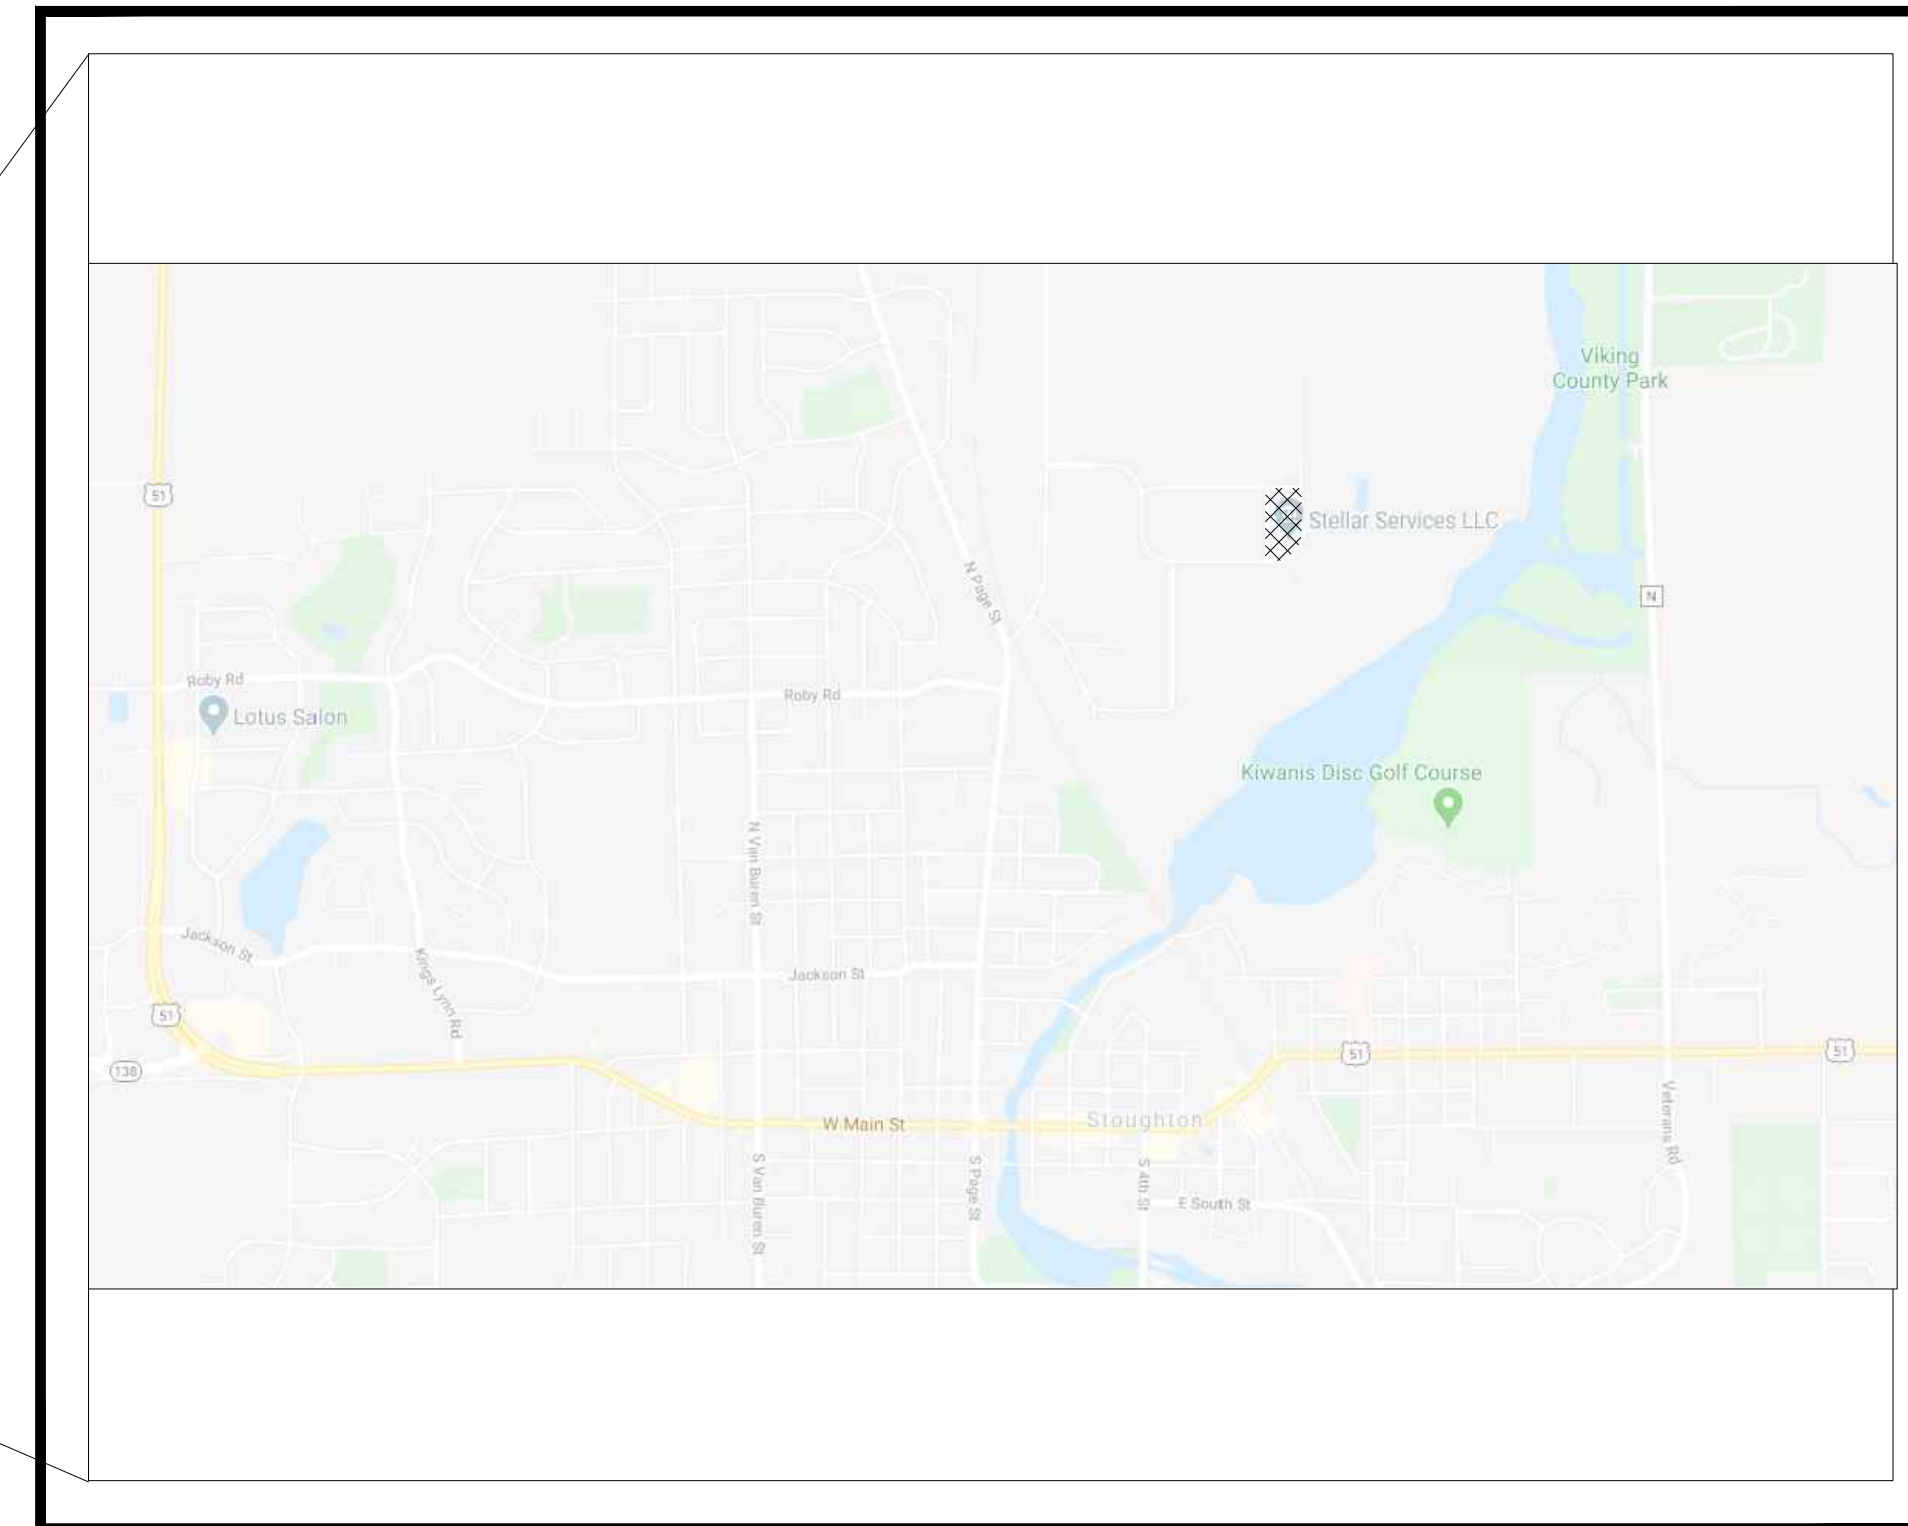 Viking
County Park
51
Stellar Services LLC
N Page St
N
Roby Rd
Roby Rd
Lotus Salon
Kiwanis Disc Golf Course
N Van Buren St
Jackson St
Kings Lynn Rd
Jackson St
51
138
51
51
W Main St
Stoughton
Veterans Rd
S Van Buren St
S Page St
S 4th St
E South St